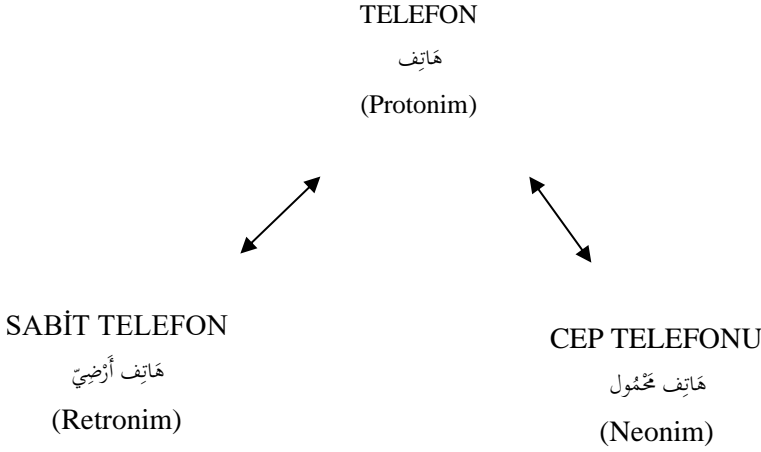 TELEFON
هَاتِف
(Protonim)
SABİT TELEFON
هَاتِف أَرْضِيّ
(Retronim)
CEP TELEFONU
هَاتِف مَحْمُول
(Neonim)